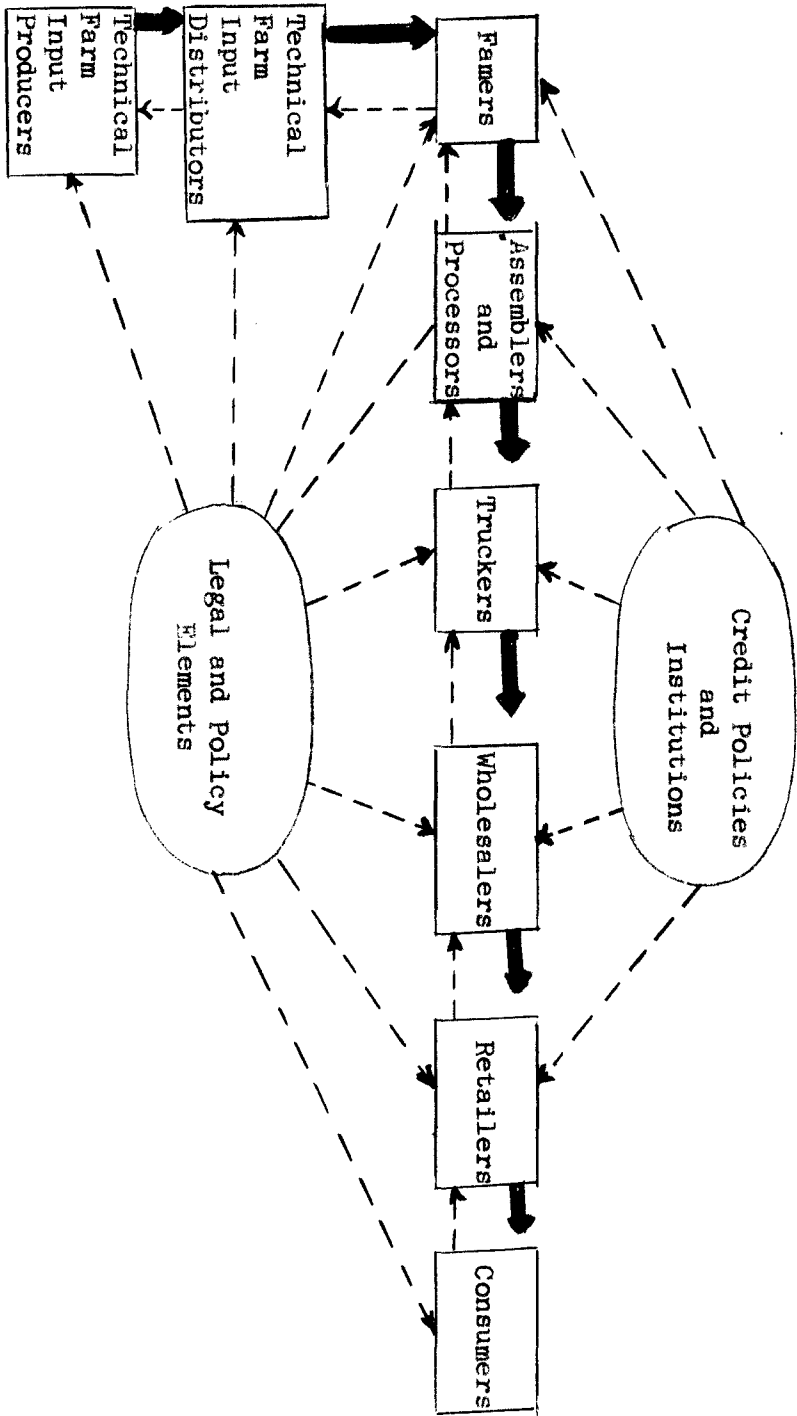 Credit Policies
and
Institutions
Famers
Assemblers
and
Processors
Truckers
Wholesalers
Retailers
Consumers
Technical
Farm
Input
Distributors
Legal and Policy
Elements
Technical
Farm
Input
Producers